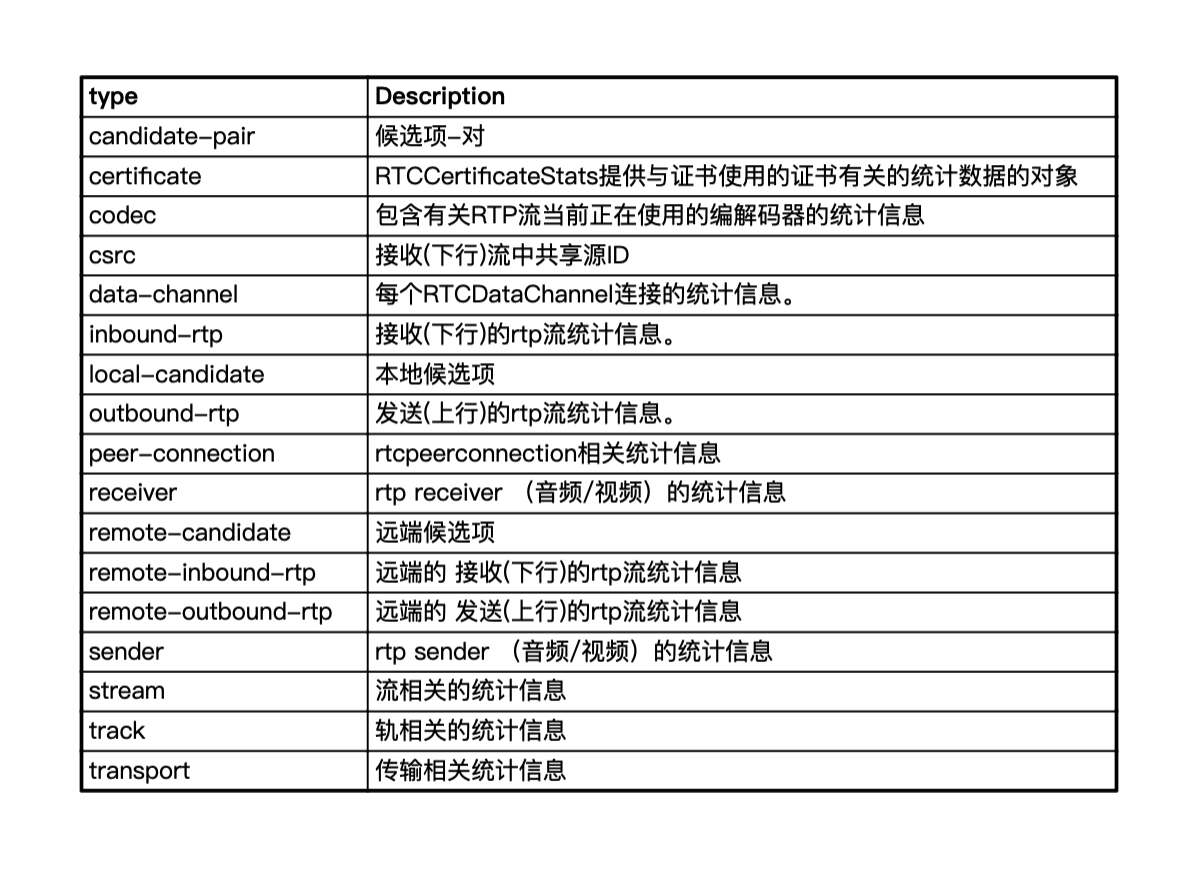 type Description
candidate-pair 候选项-对
certificate RTCCertificateStats提供与证书使用的证书有关的统计数据的对象
codec 包含有关RTP流当前正在使用的编解码器的统计信息
csrc 接收(下行)流中共享源ID
data-channel 每个RTCDataChannel连接的统计信息。
inbound-rtp 接收(下行)的rtp流统计信息。
local-candidate 本地候选项
outbound-rtp 发送(上行)的rtp流统计信息。
peer-connection rtcpeerconnection相关统计信息
receiver rtp receiver （音频/视频）的统计信息
remote-candidate 远端候选项
remote-inbound-rtp 远端的 接收(下行)的rtp流统计信息
remote-outbound-rtp 远端的 发送(上行)的rtp流统计信息
sender rtp sender （音频/视频）的统计信息
stream 流相关的统计信息
track 轨相关的统计信息
transport 传输相关统计信息